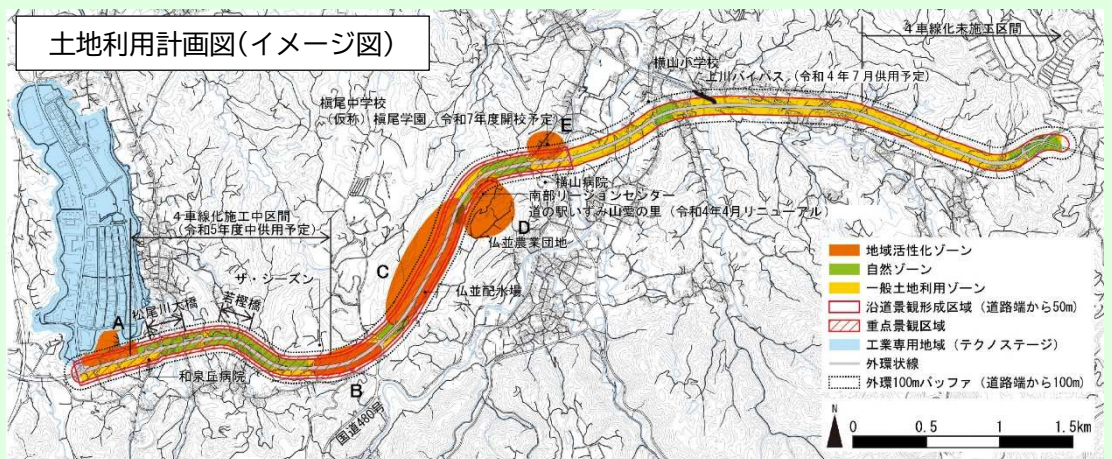 土地利用計画図(イメージ図)
４車線化未施工区間
横山小学校
上川バイパス（令和４年７月供用予定）
槇尾中学校
（仮称）槇尾学園（令和7年度開校予定）
E
横山病院
南部リージョンセンター
道の駅いずみ山愛の里（令和4年4月リニューアル）
D
仏並農業団地
４車線化施工中区間
（令和5年度中供用予定）
ザ・シーズン
C
仏並配水場
松尾川大橋
若樫橋
A
和泉丘病院
B
国道480号
地域活性化ゾーン
自然ゾーン
一般土地利用ゾーン
沿道景観形成区域（道路端から50m）
重点景観区域
工業専用地域（テクノステージ）
外環状線
外環100mバッファ（道路端から100m）
N
0 0.5 1 1.5km